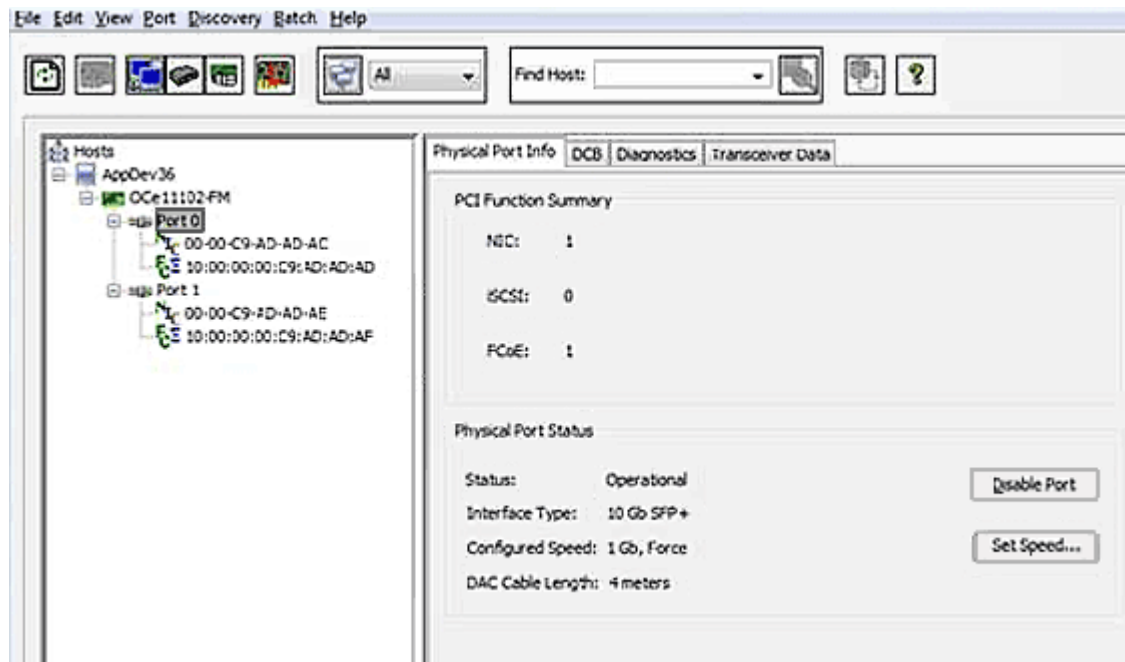 File Edit View Port Discovery Batch Help
All Find Host:
Hosts
AppDev36
OCe11102-FM
Port 0
00-00-C9-AD-AD-AC
10:00:00:00:C9:AD:AD:AD
Port 1
00-00-C9-AD-AD-AE
10:00:00:00:C9:AD:AD:AF
Physical Port Info DCB Diagnostics Transceiver Data
PCI Function Summary
NIC: 1
iSCSI: 0
FCoE: 1
Physical Port Status
Status: Operational
Disable Port
Interface Type: 10 Gb SFP+
Configured Speed: 1 Gb, Force
Set Speed...
DAC Cable Length: 4 meters